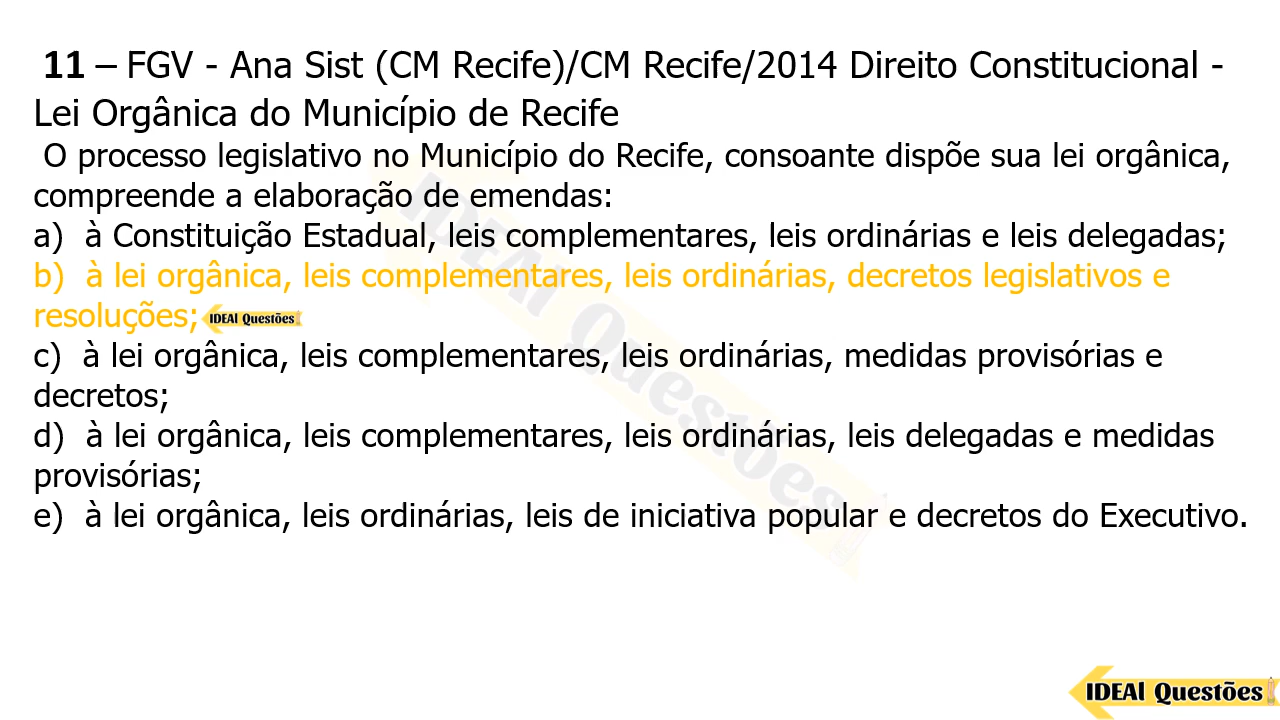 11 – FGV - Ana Sist (CM Recife)/CM Recife/2014 Direito Constitucional -
Lei Orgânica do Município de Recife
O processo legislativo no Município do Recife, consoante dispõe sua lei orgânica,
compreende a elaboração de emendas:
a) à Constituição Estadual, leis complementares, leis ordinárias e leis delegadas;
b) à lei orgânica, leis complementares, leis ordinárias, decretos legislativos e
resoluções; IDEAl Questões
c) à lei orgânica, leis complementares, leis ordinárias, medidas provisórias e
decretos;
d) à lei orgânica, leis complementares, leis ordinárias, leis delegadas e medidas
provisórias;
e) à lei orgânica, leis ordinárias, leis de iniciativa popular e decretos do Executivo.
IDEAl Questões
IDEAl Questões